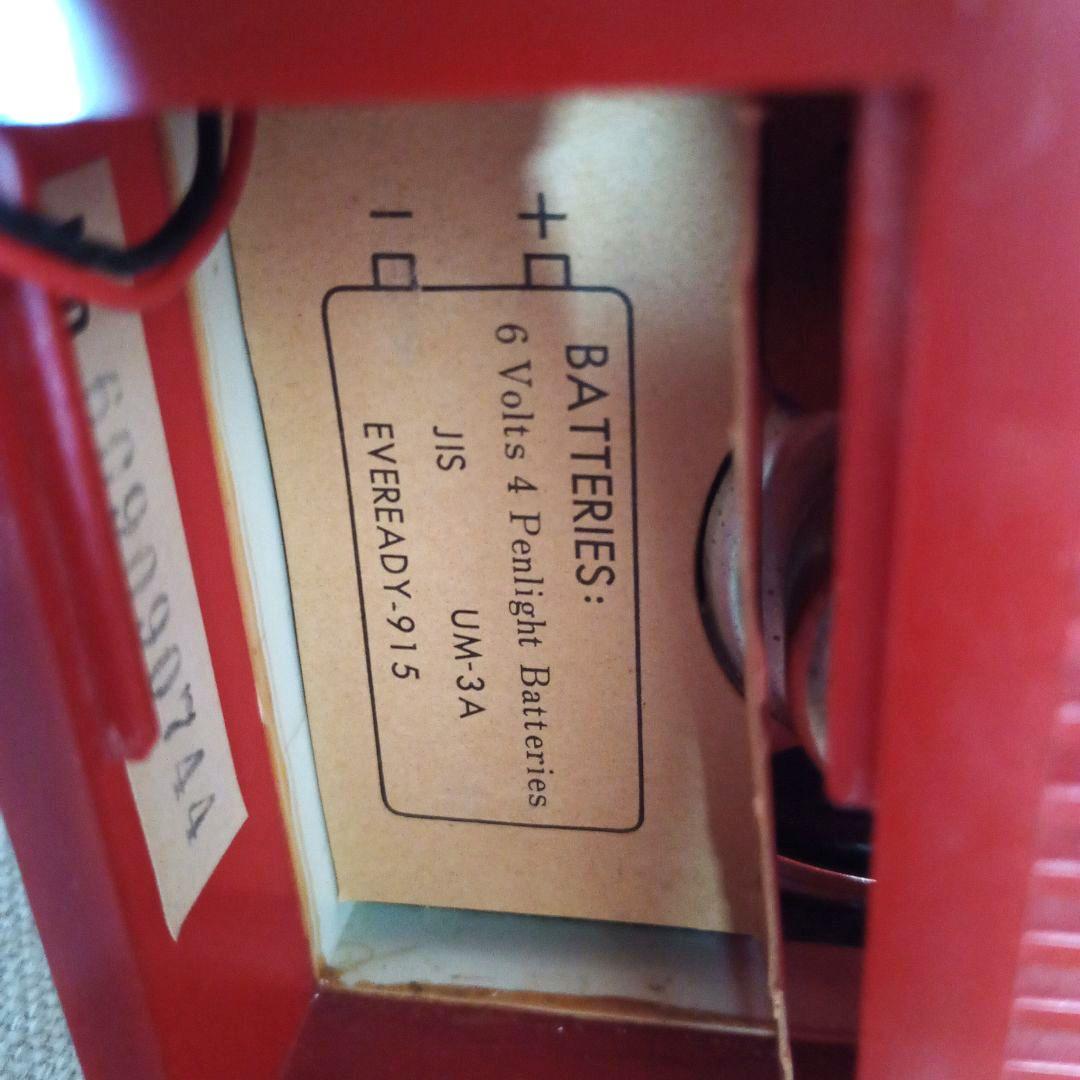 + −
BATTERIES:
6 Volts 4 Penlight Batteries
JIS UM-3A
EVEREADY-915